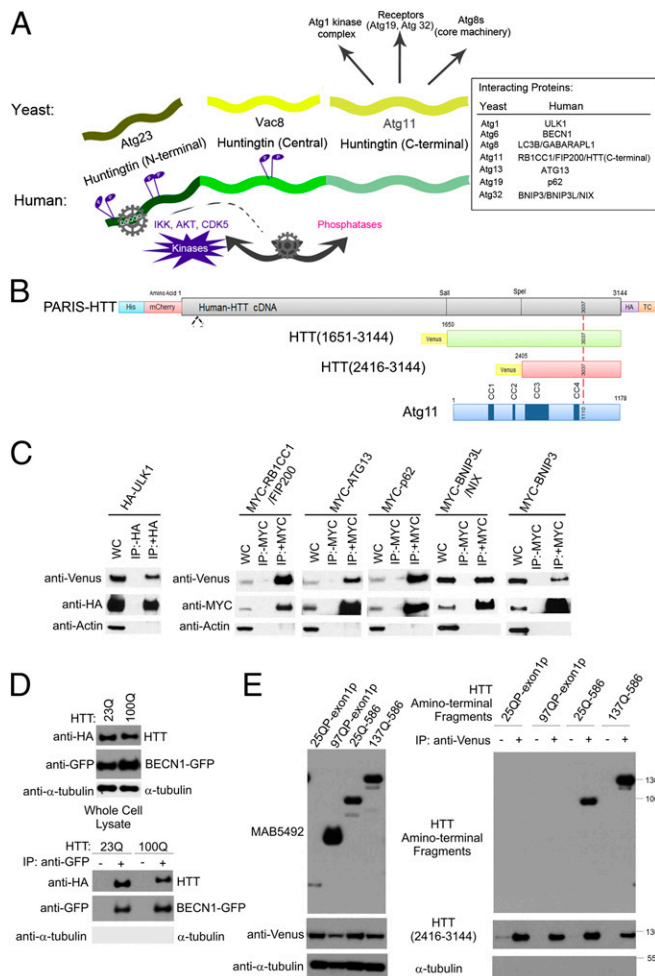 A
Atg1 kinase complex
Receptors (Atg19, Atg 32)
Atg8s (core machinery)
Yeast:
Atg23
Vac8
Atg11
Huntingtin (N-terminal)
Huntingtin (Central)
Huntingtin (C-terminal)
Human:
IKK, AKT, CDK5
Kinases
Phosphatases
Interacting Proteins:
Yeast Human
Atg1 ULK1
Atg6 BECN1
Atg8 LC3B/GABARAPL1
Atg11 RB1CC1/FIP200/HTT(C-terminal)
Atg13 ATG13
Atg19 p62
Atg32 BNIP3/BNIP3L/NIX
B
Amino Acid 1 SalI SpeI 3144
PARIS-HTT His mCherry Human-HTT cDNA 3037 HA TC
1650
HTT(1651-3144) Venus 3037
2405
HTT(2416-3144) Venus 3037
1 CC1 CC2 CC3 CC4 1178
Atg11 1110
C
HA-ULK1
MYC-RB1CC1 /FIP200
MYC-ATG13
MYC-p62
MYC-BNIP3L /NIX
MYC-BNIP3
WC IP:-HA IP:+HA
WC IP:-MYC IP:+MYC
WC IP:-MYC IP:+MYC
WC IP:-MYC IP:+MYC
WC IP:-MYC IP:+MYC
WC IP:-MYC IP:+MYC
anti-Venus anti-Venus
anti-HA anti-MYC
anti-Actin anti-Actin
D
HTT: 23Q 100Q
anti-HA HTT
anti-GFP BECN1-GFP
anti-α-tubulin α-tubulin
Whole Cell
Lysate
HTT: 23Q 100Q
IP: anti-GFP - + - +
anti-HA HTT
anti-GFP BECN1-GFP
anti-α-tubulin α-tubulin
E
25QP-exon1p 97QP-exon1p 25Q-586 137Q-586
MAB5492
anti-Venus
anti-α-tubulin
HTT
Amino-terminal
Fragments
25QP-exon1p 97QP-exon1p 25Q-586 137Q-586
IP: anti-Venus - + - + - + - +
HTT
Amino-terminal
Fragments
HTT
(2416-3144)
α-tubulin
55